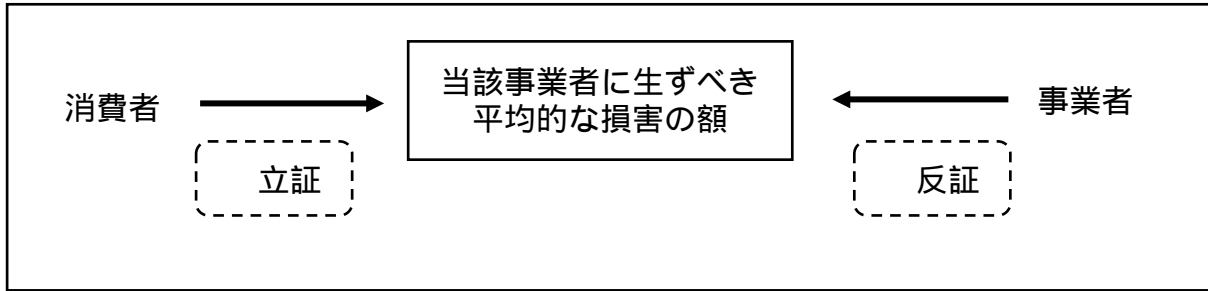 消費者
当該事業者に生ずべき
平均的な損害の額
事業者
立証
反証